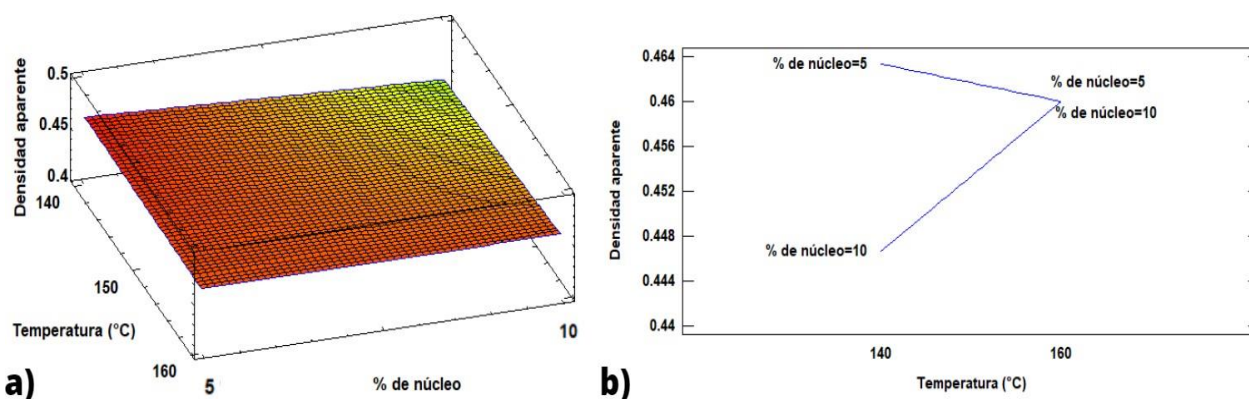 0.5
0.45
0.4
Densidad aparente
140
150
160
Temperatura (°C)
5
10
% de núcleo
a)
0.464
0.46
0.456
0.452
0.448
0.444
0.44
Densidad aparente
% de núcleo=5
% de núcleo=5
% de núcleo=10
% de núcleo=10
140
160
Temperatura (°C)
b)